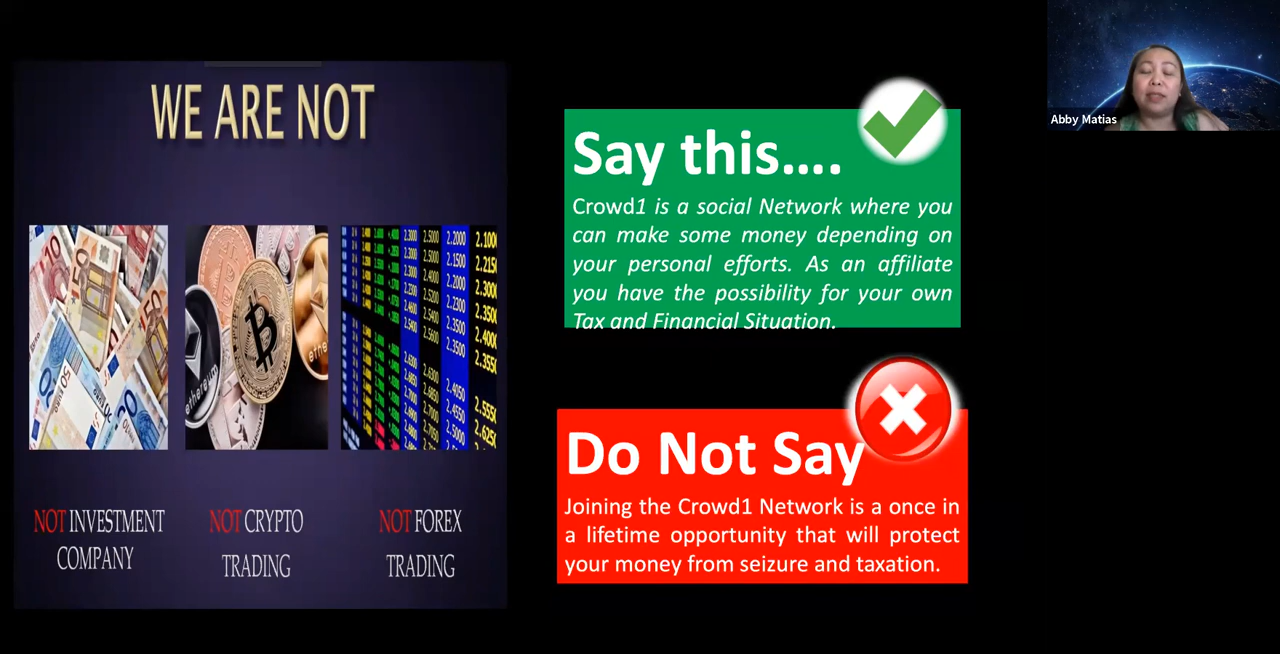 WE ARE NOT
NOT INVESTMENT
COMPANY
NOT CRYPTO
TRADING
NOT FOREX
TRADING
Say this....
Crowd1 is a social Network where you
can make some money depending on
your personal efforts. As an affiliate
you have the possibility for your own
Tax and Financial Situation.
Do Not Say
Joining the Crowd1 Network is a once in
a lifetime opportunity that will protect
your money from seizure and taxation.
Abby Matias